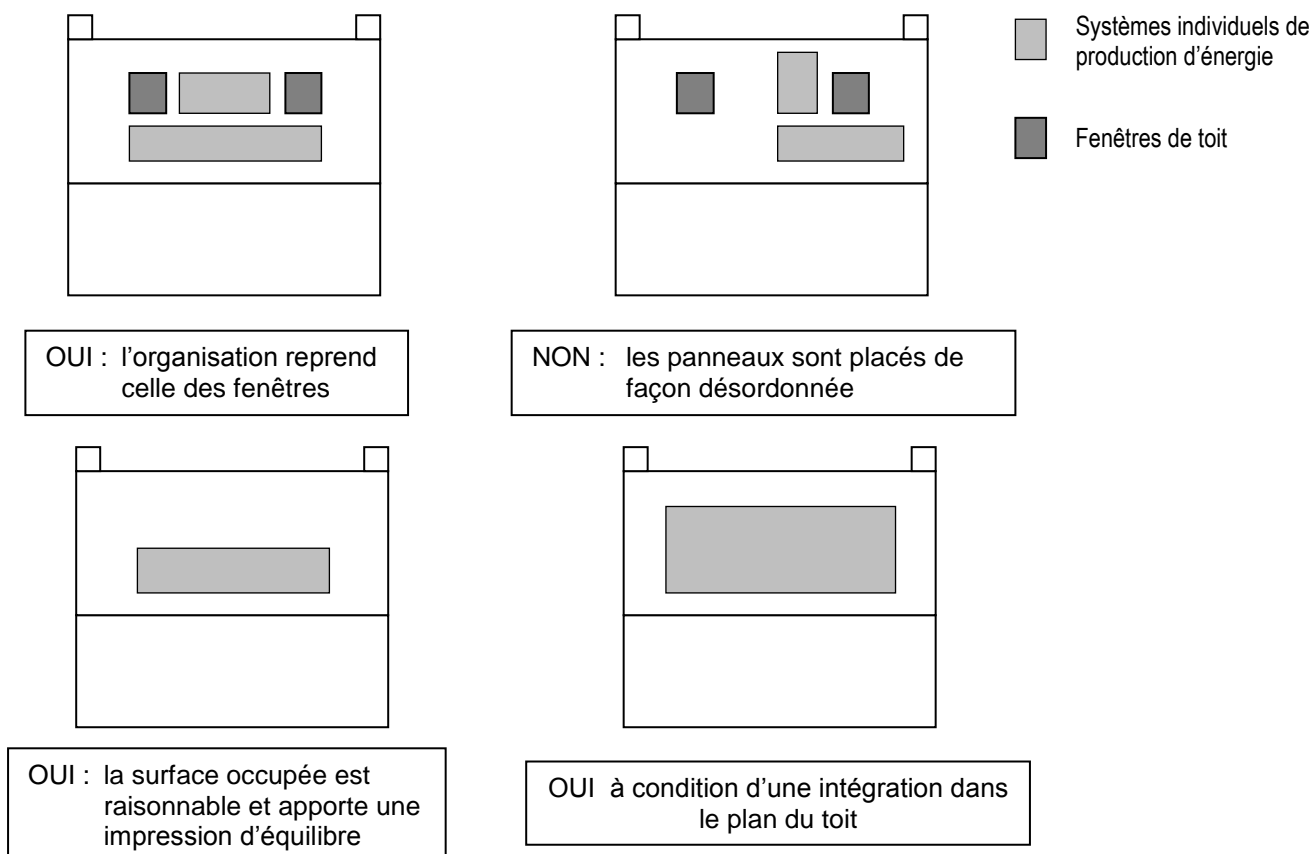 Systèmes individuels de
production d'énergie
Fenêtres de toit
OUI : l'organisation reprend
celle des fenêtres
NON : les panneaux sont placés de
façon désordonnée
OUI : la surface occupée est
raisonnable et apporte une
impression d'équilibre
OUI à condition d'une intégration dans
le plan du toit